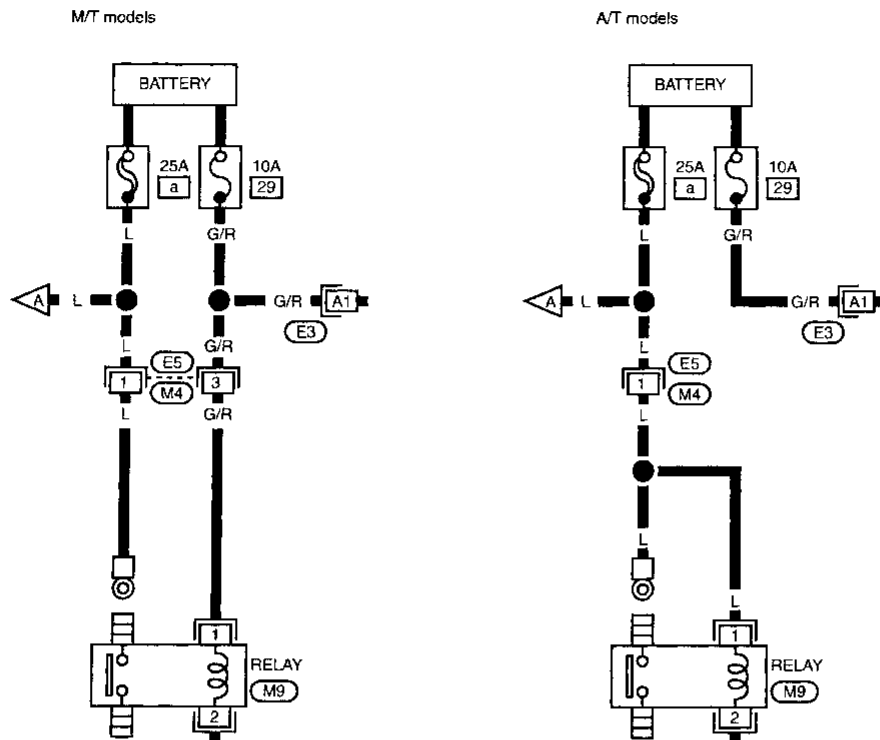 M/T models
A/T models
BATTERY
BATTERY
25A
a
10A
29
25A
a
10A
29
L
G/R
L
G/R
A
L
G/R
A1
A
L
G/R
A1
E3
E3
L
G/R
L
E5
E5
1
3
1
M4
M4
L
G/R
L
L
L
1
1
RELAY
RELAY
M9
M9
2
2